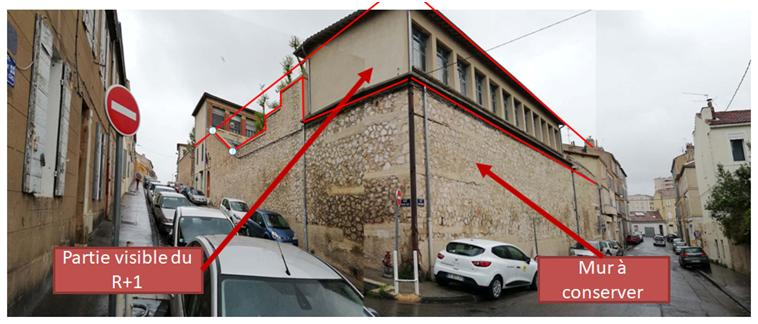 Partie visible du
R+1
Mur à
conserver